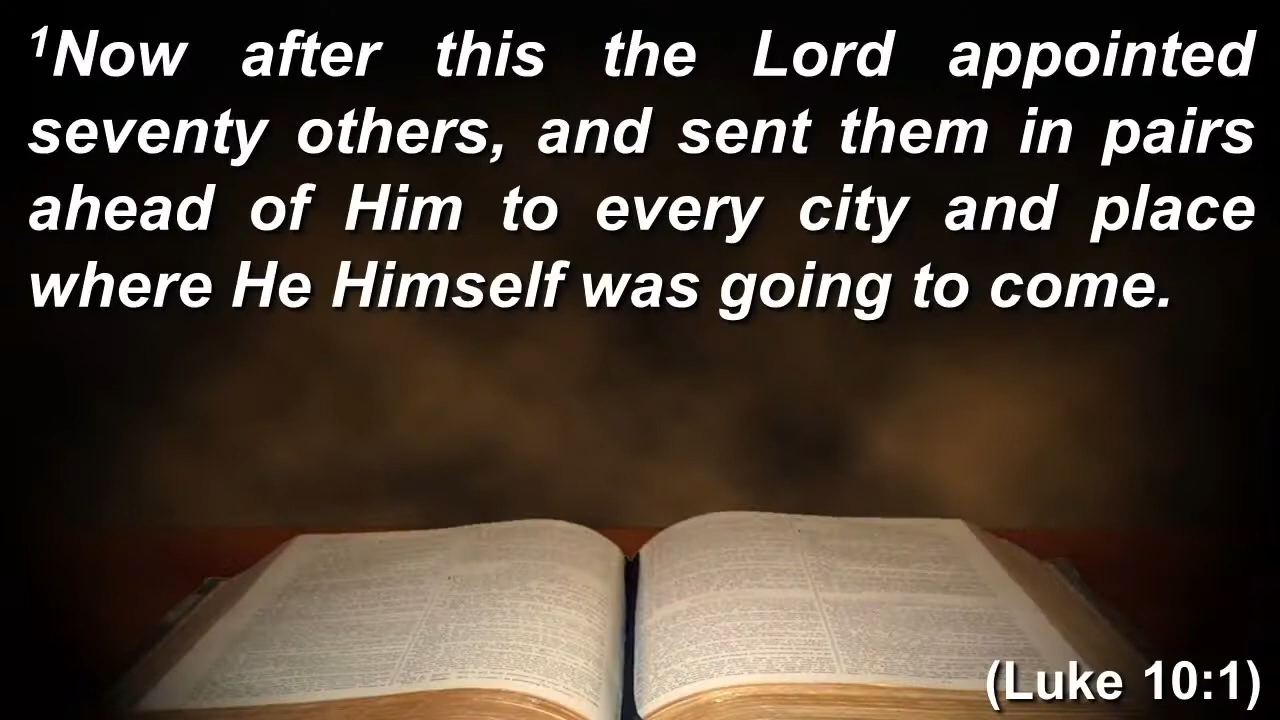 ¹Now after this the Lord appointed
seventy others, and sent them in pairs
ahead of Him to every city and place
where He Himself was going to come.
(Luke 10:1)